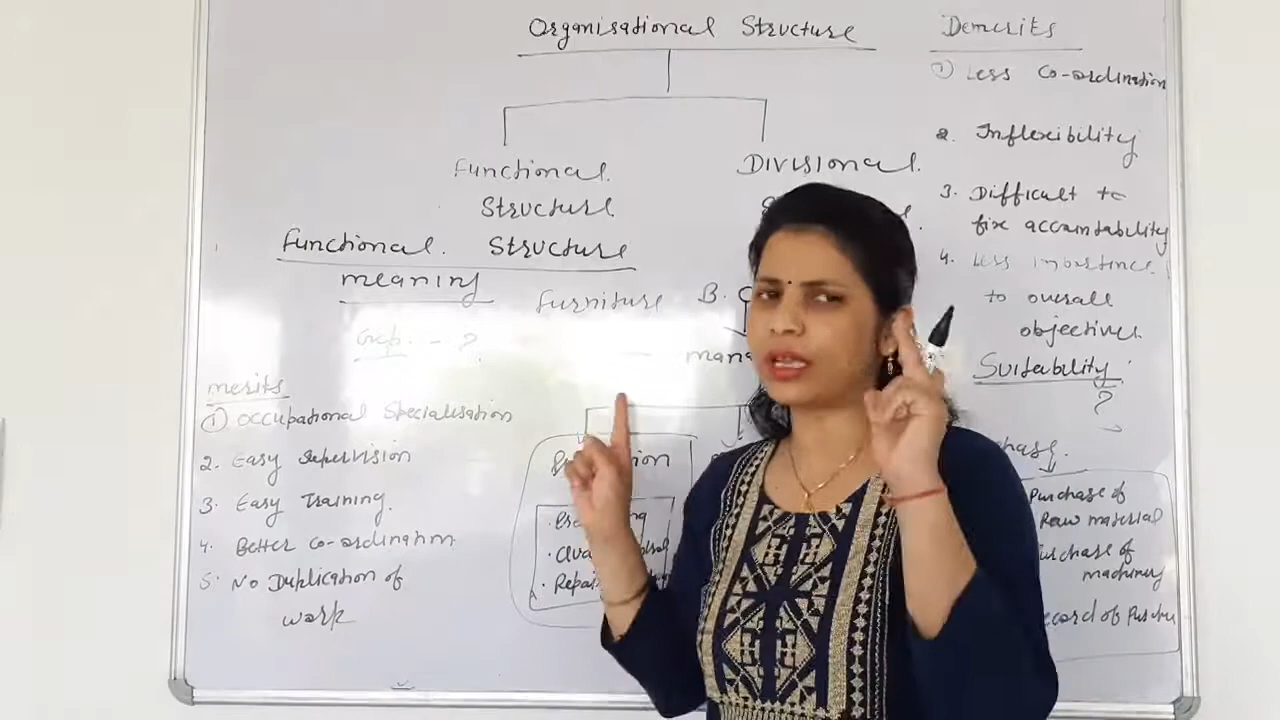 Organisational Structure
Functional
Structure
Divisional
Functional Structure
meaning
Furniture
B.
merits
① Occupational Specialisation
2. Easy Supervision
3. Easy Training
4. Better Co-ordination
5. No Duplication of
work
Demerits
① Less Co-ordination
2. Inflexibility
3. Difficult to
fix accountability
4. Less importance
to overall
objectives
Suitability
?
Purchase of
Raw material
Purchase of
machinery